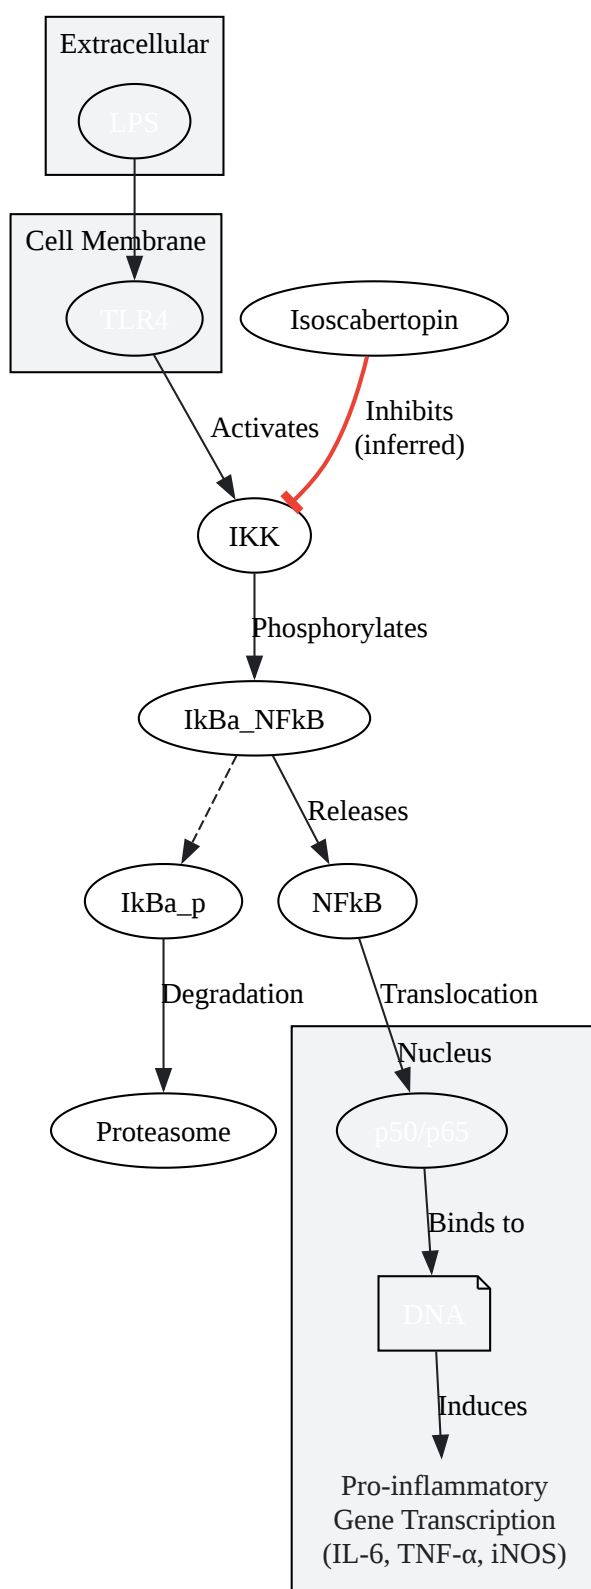 Extracellular
LPS
Cell Membrane
TLR4
Isoscabertopin
Activates
Inhibits
(inferred)
IKK
Phosphorylates
IkBa_NFkB
Releases
IkBa_p
NFkB
Degradation
Translocation
Nucleus
Proteasome
p50/p65
Binds to
DNA
Induces
Pro-inflammatory
Gene Transcription
(IL-6, TNF-α, iNOS)